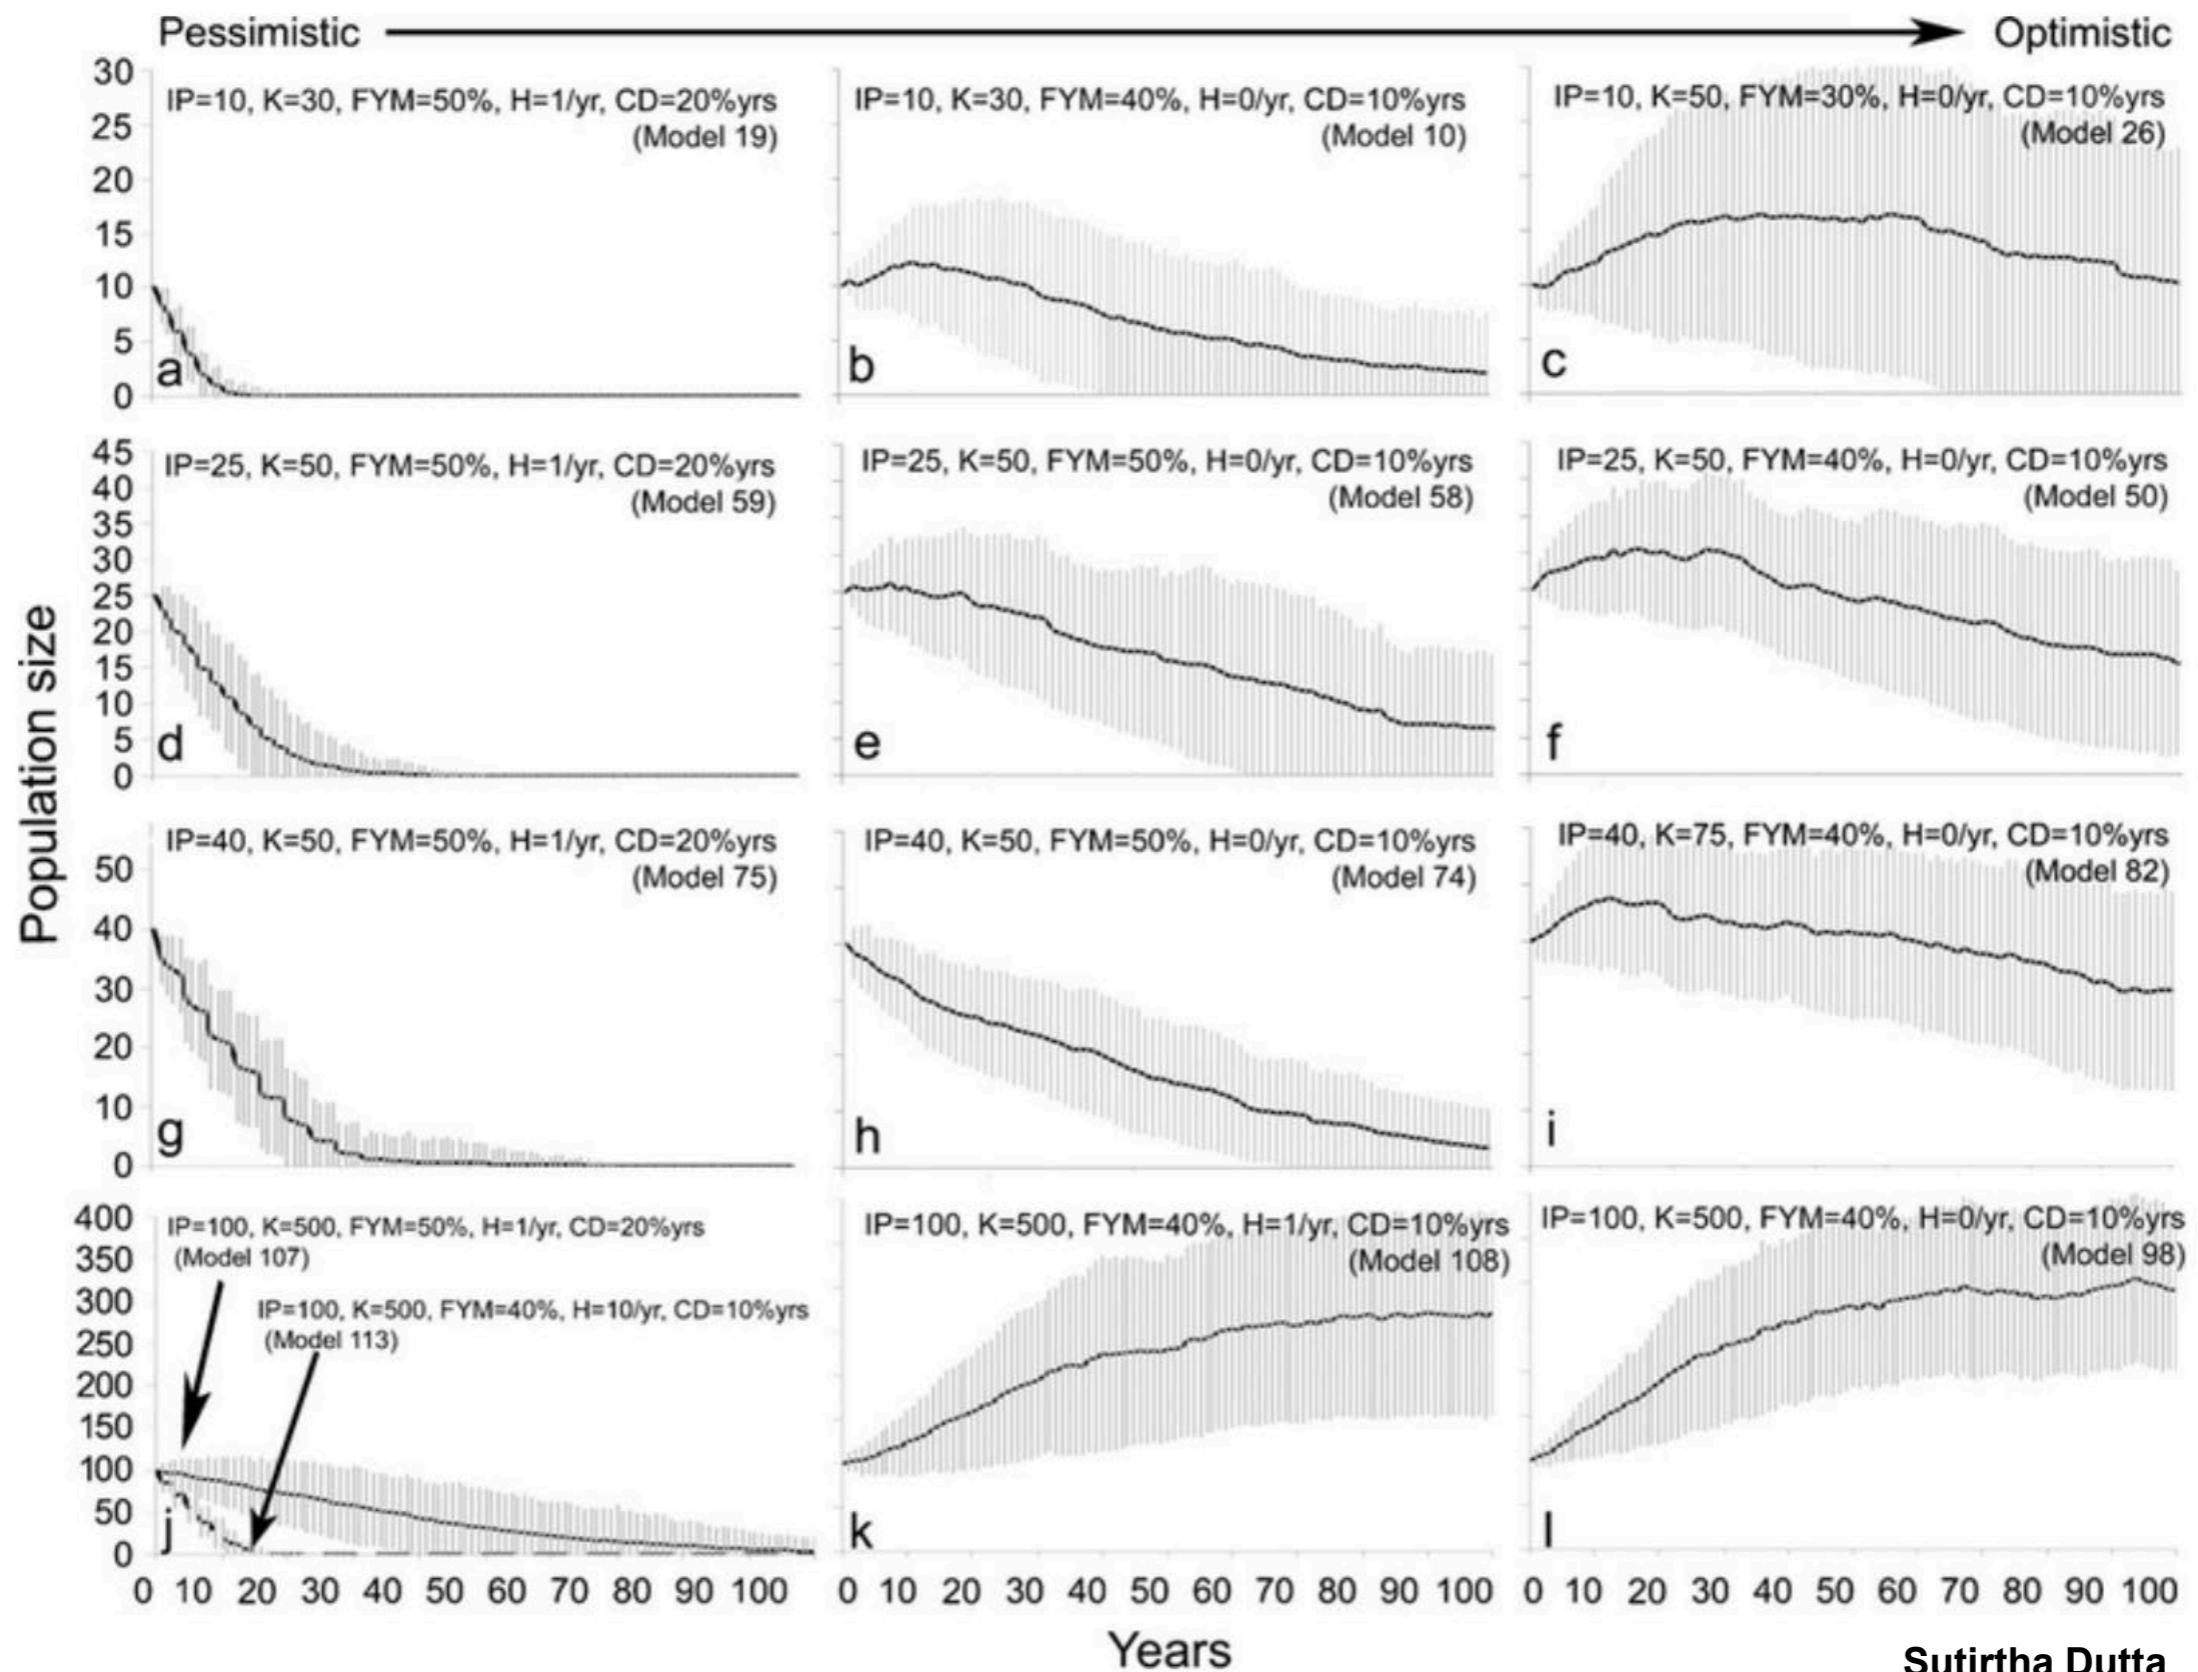 Pessimistic Optimistic
30
25
20
15
10
5
0
IP=10, K=30, FYM=50%, H=1/yr, CD=20%yrs
(Model 19)
a
IP=10, K=30, FYM=40%, H=0/yr, CD=10%yrs
(Model 10)
b
IP=10, K=50, FYM=30%, H=0/yr, CD=10%yrs
(Model 26)
c
45
40
35
30
25
20
15
10
5
0
IP=25, K=50, FYM=50%, H=1/yr, CD=20%yrs
(Model 59)
d
IP=25, K=50, FYM=50%, H=0/yr, CD=10%yrs
(Model 58)
e
IP=25, K=50, FYM=40%, H=0/yr, CD=10%yrs
(Model 50)
f
Population size
50
40
30
20
10
0
IP=40, K=50, FYM=50%, H=1/yr, CD=20%yrs
(Model 75)
g
IP=40, K=50, FYM=50%, H=0/yr, CD=10%yrs
(Model 74)
h
IP=40, K=75, FYM=40%, H=0/yr, CD=10%yrs
(Model 82)
i
400
350
300
250
200
150
100
50
0
IP=100, K=500, FYM=50%, H=1/yr, CD=20%yrs
(Model 107)
IP=100, K=500, FYM=40%, H=10/yr, CD=10%yrs
(Model 113)
j
IP=100, K=500, FYM=40%, H=1/yr, CD=10%yrs
(Model 108)
k
IP=100, K=500, FYM=40%, H=0/yr, CD=10%yrs
(Model 98)
l
0 10 20 30 40 50 60 70 80 90 100
0 10 20 30 40 50 60 70 80 90 100
0 10 20 30 40 50 60 70 80 90 100
Years
Sutirtha Dutta